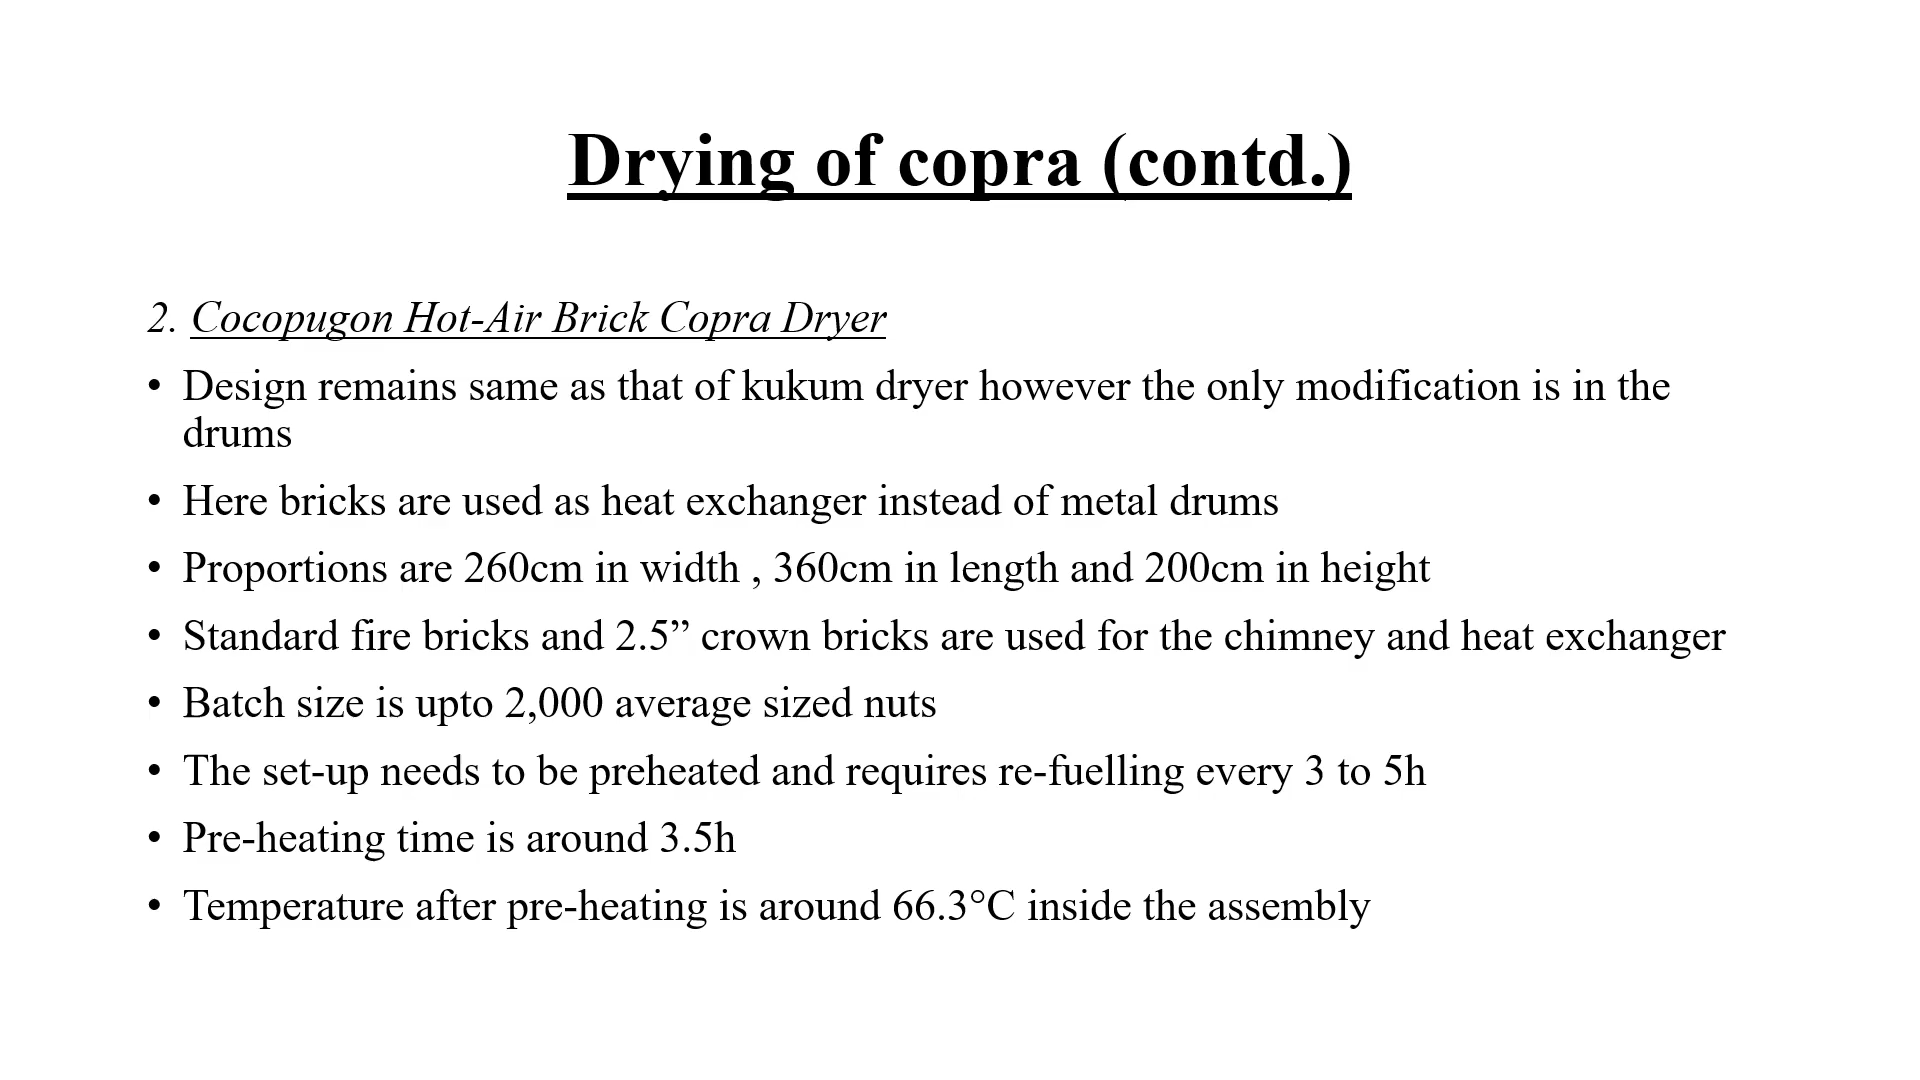 Drying of copra (contd.)
2. Cocopugon Hot-Air Brick Copra Dryer
• Design remains same as that of kukum dryer however the only modification is in the
drums
• Here bricks are used as heat exchanger instead of metal drums
• Proportions are 260cm in width , 360cm in length and 200cm in height
• Standard fire bricks and 2.5” crown bricks are used for the chimney and heat exchanger
• Batch size is upto 2,000 average sized nuts
• The set-up needs to be preheated and requires re-fuelling every 3 to 5h
• Pre-heating time is around 3.5h
• Temperature after pre-heating is around 66.3°C inside the assembly